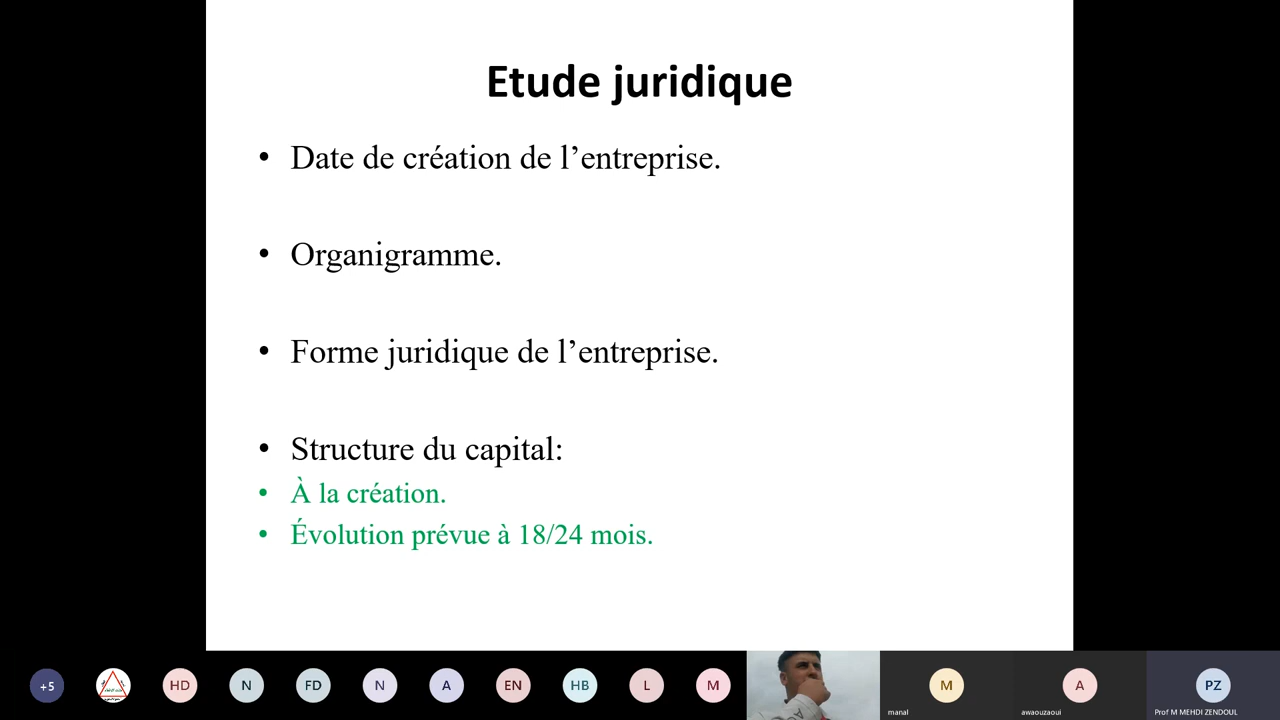 Etude juridique
• Date de création de l’entreprise.
• Organigramme.
• Forme juridique de l’entreprise.
• Structure du capital:
• À la création.
• Évolution prévue à 18/24 mois.
+5
HD
N
FD
N
A
EN
HB
L
M
M
manal
A
awaouzaoui
PZ
Prof M MEHDI ZENDOUL